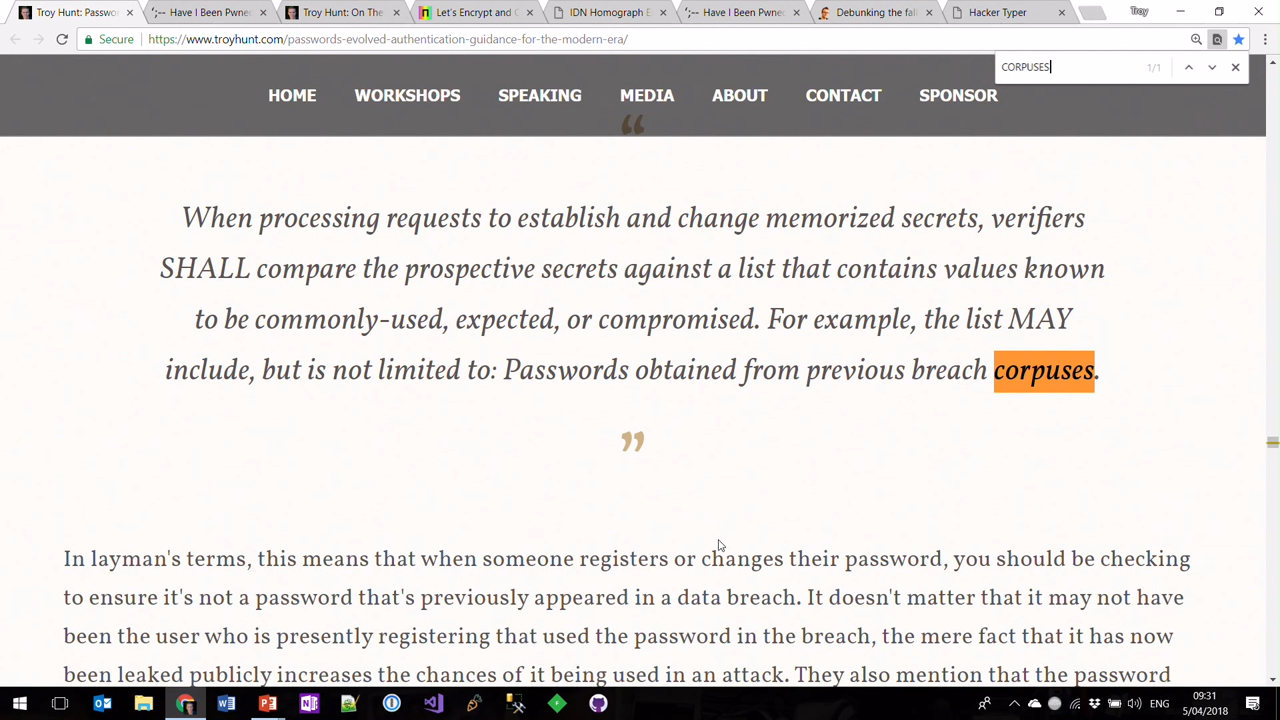 Troy Hunt: Passwo
Have I Been Pwned
Troy Hunt: On The
Let's Encrypt and C
IDN Homograph E
Have I Been Pwned
Debunking the fal
Hacker Typer
Troy
Secure
https://www.troyhunt.com/passwords-evolved-authentication-guidance-for-the-modern-era/
CORPUSES
1/1
HOME WORKSHOPS SPEAKING MEDIA ABOUT CONTACT SPONSOR
“
When processing requests to establish and change memorized secrets, verifiers
SHALL compare the prospective secrets against a list that contains values known
to be commonly-used, expected, or compromised. For example, the list MAY
include, but is not limited to: Passwords obtained from previous breach corpuses.
”
In layman's terms, this means that when someone registers or changes their password, you should be checking
to ensure it's not a password that's previously appeared in a data breach. It doesn't matter that it may not have
been the user who is presently registering that used the password in the breach, the mere fact that it has now
been leaked publicly increases the chances of it being used in an attack. They also mention that the password
ENG
09:31
5/04/2018